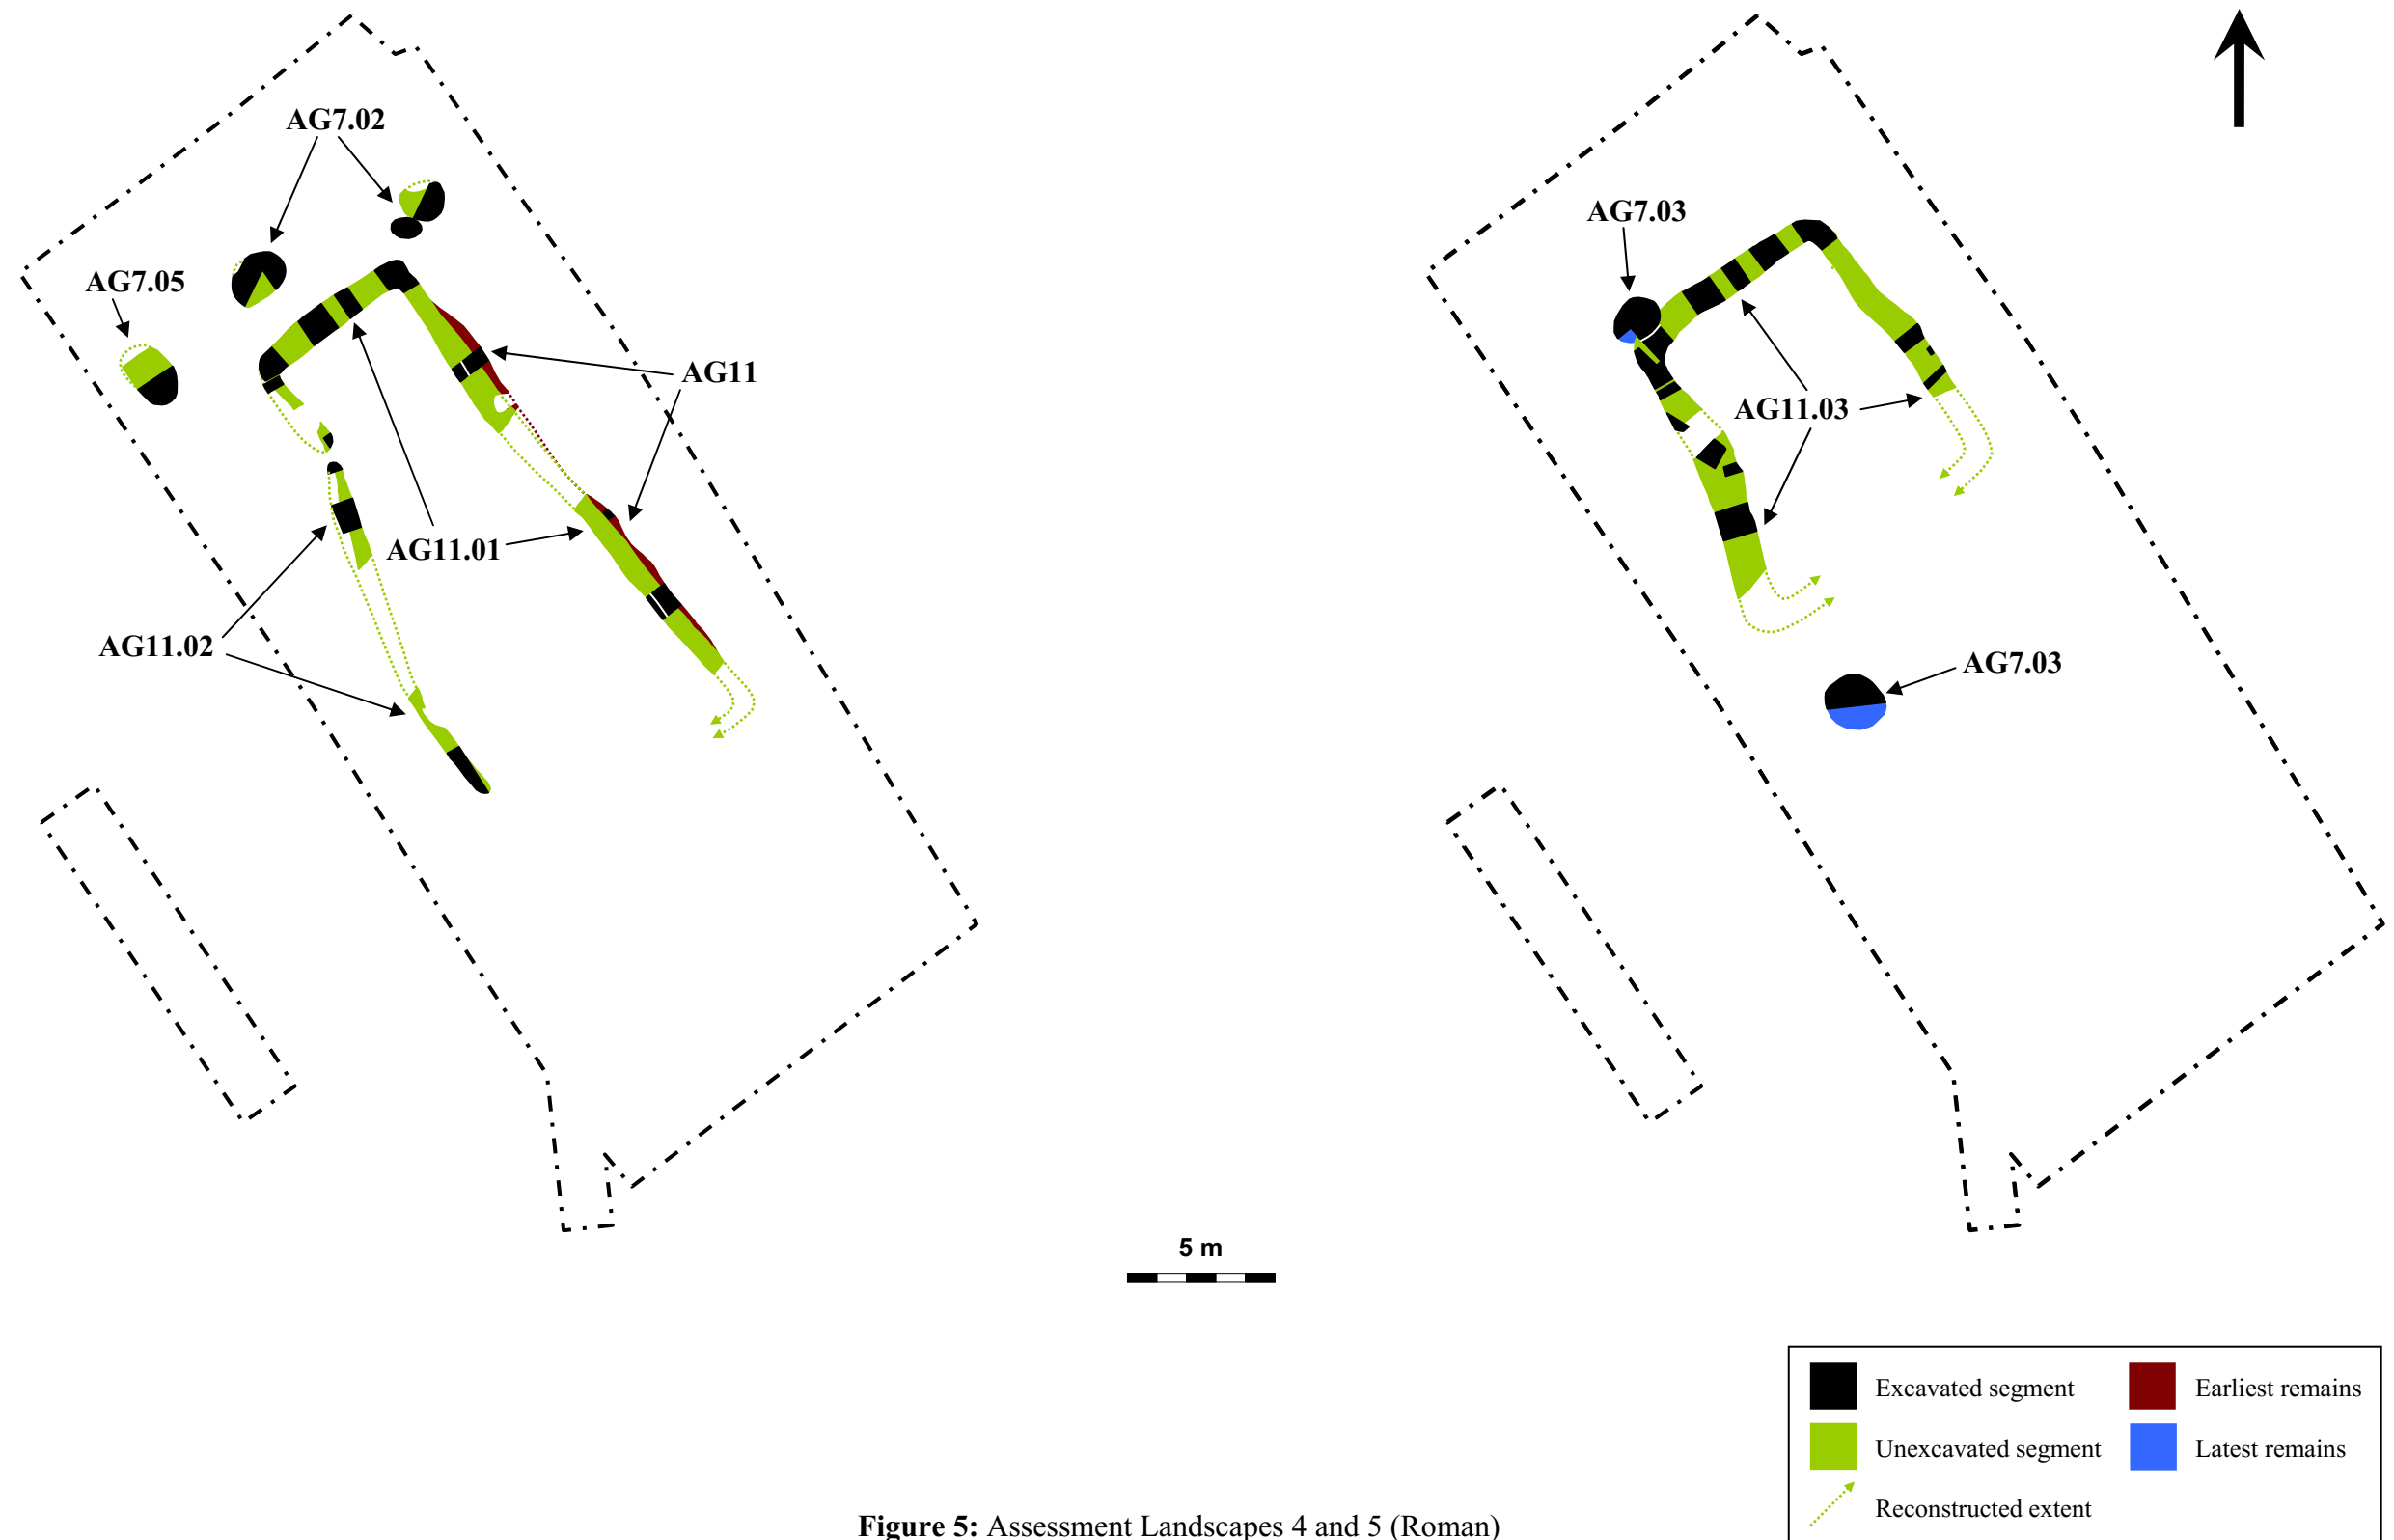 AG7.02
AG7.05
AG11
AG11.01
AG11.02
AG7.03
AG11.03
AG7.03
5 m
Excavated segment
Earliest remains
Unexcavated segment
Latest remains
Reconstructed extent
Figure 5: Assessment Landscapes 4 and 5 (Roman)